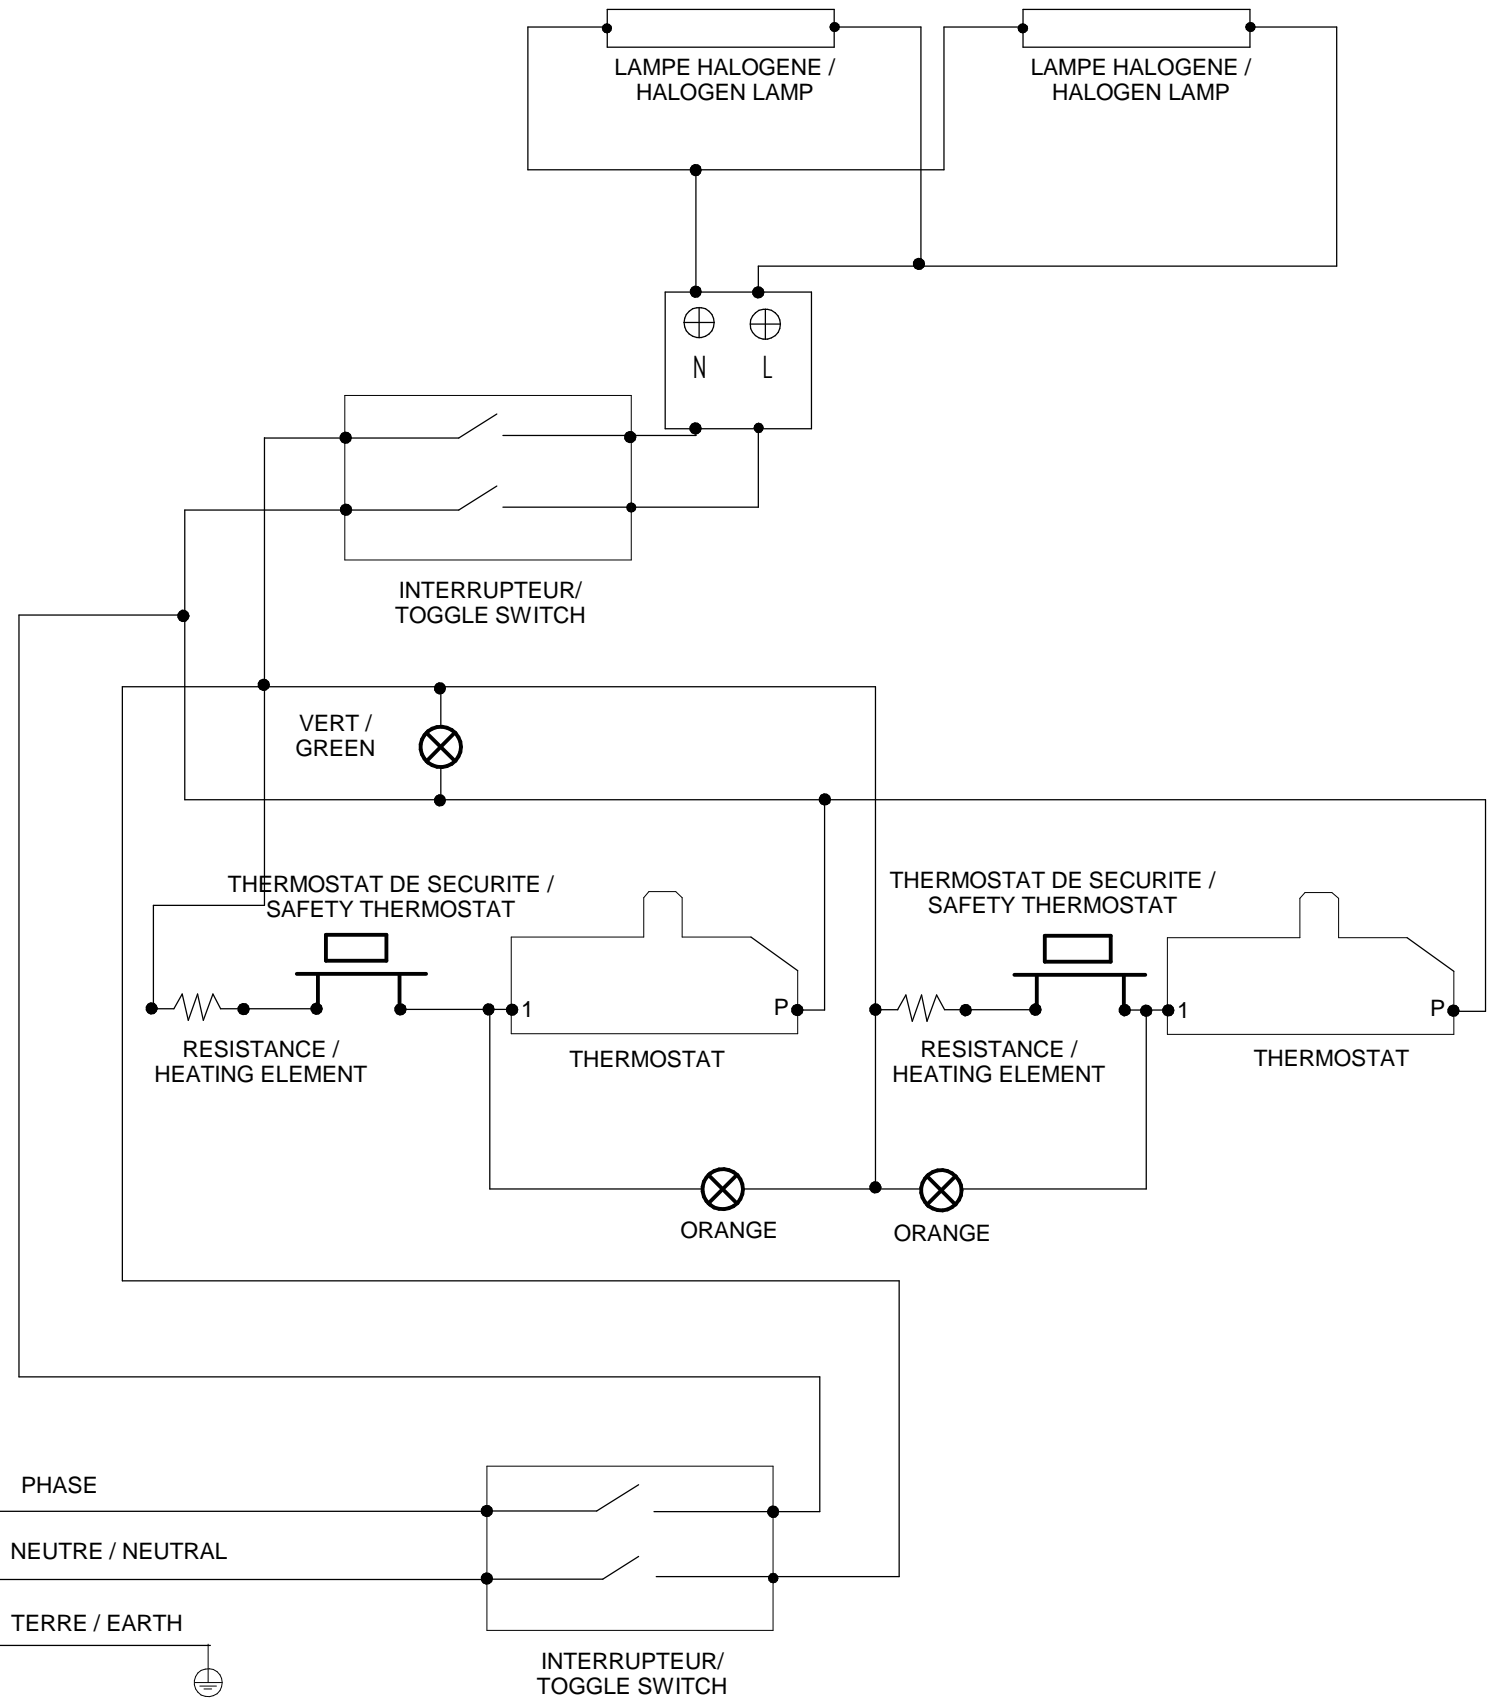 LAMPE HALOGENE /
HALOGEN LAMP
LAMPE HALOGENE /
HALOGEN LAMP
N L
INTERRUPTEUR/
TOGGLE SWITCH
VERT /
GREEN
THERMOSTAT DE SECURITE /
SAFETY THERMOSTAT
THERMOSTAT DE SECURITE /
SAFETY THERMOSTAT
1 P
1 P
RESISTANCE /
HEATING ELEMENT
THERMOSTAT
RESISTANCE /
HEATING ELEMENT
THERMOSTAT
ORANGE
ORANGE
PHASE
NEUTRE / NEUTRAL
TERRE / EARTH
INTERRUPTEUR/
TOGGLE SWITCH